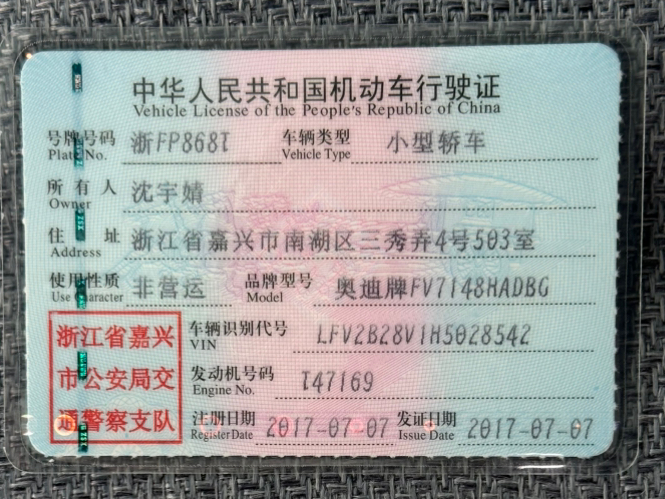 中华人民共和国机动车行驶证
Vehicle License of the People's Republic of China
号牌号码 浙FP868T 车辆类型 小型轿车
Plate No. Vehicle Type
所有人 沈宇婧
Owner
住址 浙江省嘉兴市南湖区三秀弄4号503室
Address
使用性质 非营运 品牌型号 奥迪牌FV7148HADBG
Use Character Model
浙江省嘉兴
市公安局交
通警察支队
车辆识别代号 LFV2B28V1H5028542
VIN
发动机号码 T47169
Engine No.
注册日期 2017-07-07 发证日期 2017-07-07
Register Date Issue Date